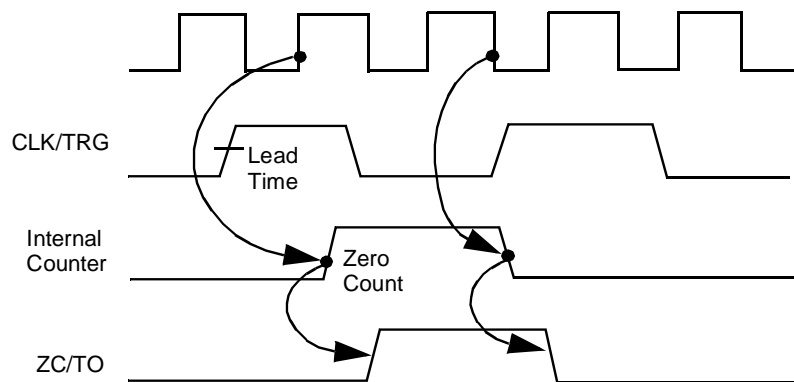 CLK/TRG
Lead
Time
Internal
Counter
Zero
Count
ZC/TO